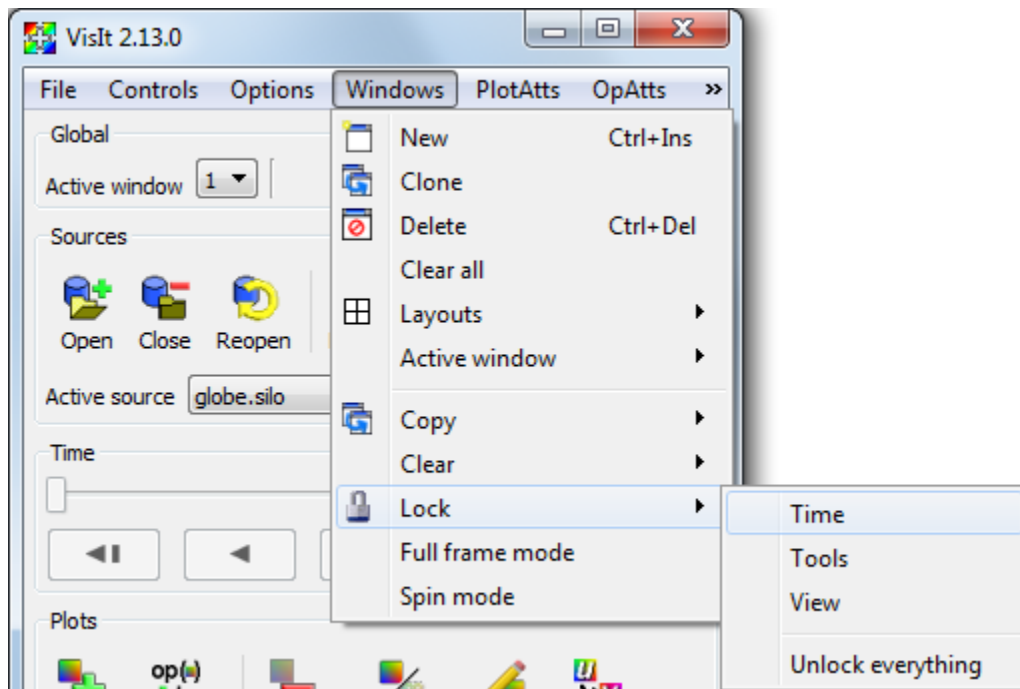 VisIt 2.13.0
File Controls Options Windows PlotAtts OpAtts »
Global
Active window 1
Sources
Open Close Reopen
Active source globe.silo
Time
Plots
op(
New Ctrl+Ins
Clone
Delete Ctrl+Del
Clear all
Layouts
Active window
Copy
Clear
Lock
Full frame mode
Spin mode
Time
Tools
View
Unlock everything